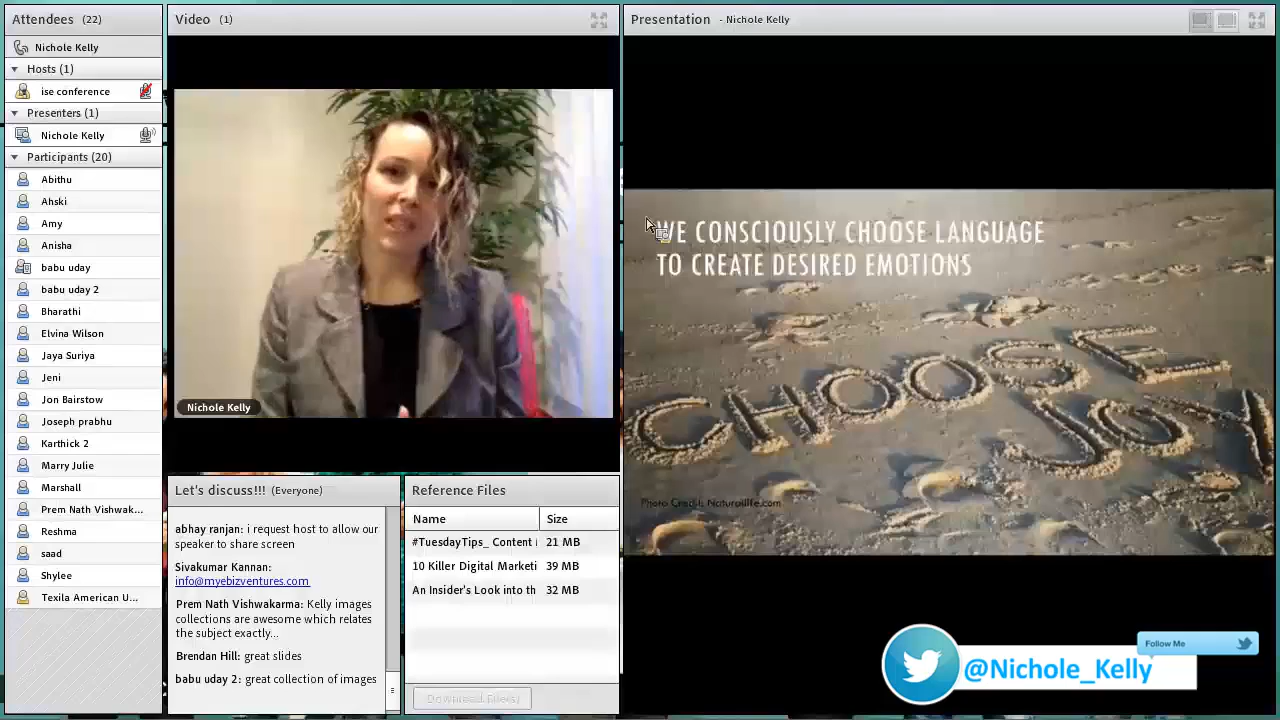 Attendees (22)
Nichole Kelly
Hosts (1)
ise conference
Presenters (1)
Nichole Kelly
Participants (20)
Abithu
Ahski
Amy
Anisha
babu uday
babu uday 2
Bharathi
Elvina Wilson
Jaya Suriya
Jeni
Jon Bairstow
Joseph prabhu
Karthick 2
Marry Julie
Marshall
Prem Nath Vishwak...
Reshma
saad
Shylee
Texila American U...
Video (1)
Nichole Kelly
Let's discuss!!! (Everyone)
abhay ranjan: i request host to allow our
speaker to share screen
Sivakumar Kannan:
info@myebizventures.com
Prem Nath Vishwakarma: Kelly images
collections are awesome which relates
the subject exactly...
Brendan Hill: great slides
babu uday 2: great collection of images
Reference Files
Name Size
#TuesdayTips_ Content 21 MB
10 Killer Digital Marketi 39 MB
An Insider's Look into th 32 MB
Download File(s)
Presentation - Nichole Kelly
WE CONSCIOUSLY CHOOSE LANGUAGE
TO CREATE DESIRED EMOTIONS
CHOOSE
JOY
Photo Credit: Naturallife.com
Follow Me
@Nichole_Kelly